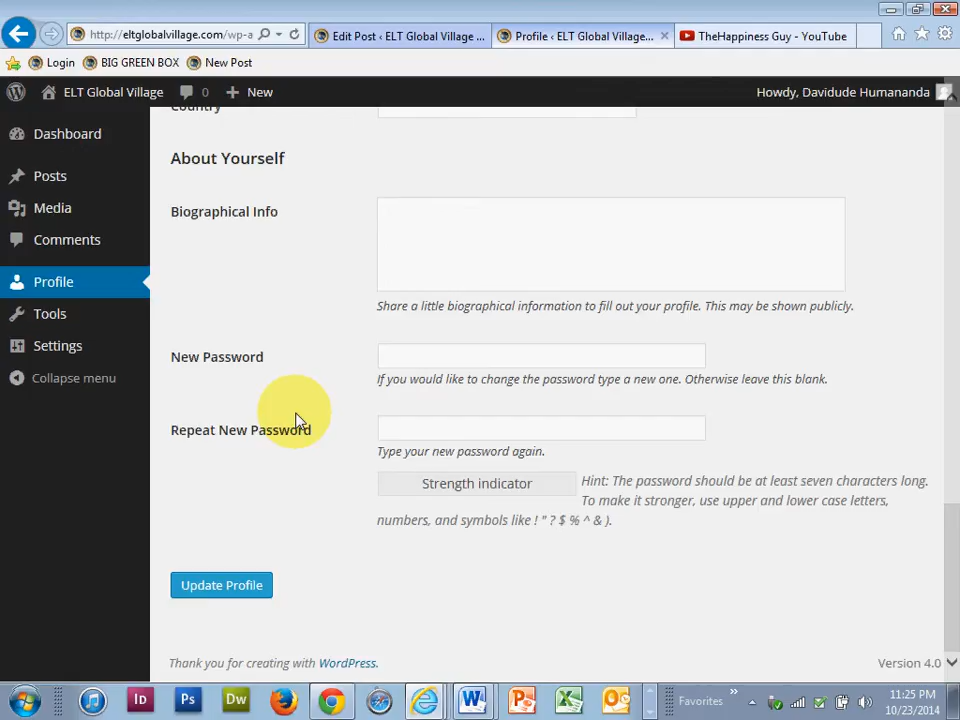 http://eltglobalvillage.com/wp-a
Edit Post ‹ ELT Global Village ...
Profile ‹ ELT Global Village...
TheHappiness Guy - YouTube
Login
BIG GREEN BOX
New Post
ELT Global Village
0
New
Howdy, Davidude Humananda
Dashboard
Posts
Media
Comments
Profile
Tools
Settings
Collapse menu
Country
About Yourself
Biographical Info
Share a little biographical information to fill out your profile. This may be shown publicly.
New Password
If you would like to change the password type a new one. Otherwise leave this blank.
Repeat New Password
Type your new password again.
Strength indicator
Hint: The password should be at least seven characters long.
To make it stronger, use upper and lower case letters,
numbers, and symbols like ! " ? $ % ^ & ).
Update Profile
Thank you for creating with WordPress.
Version 4.0
Id
Ps
Dw
Favorites
11:25 PM
10/23/2014